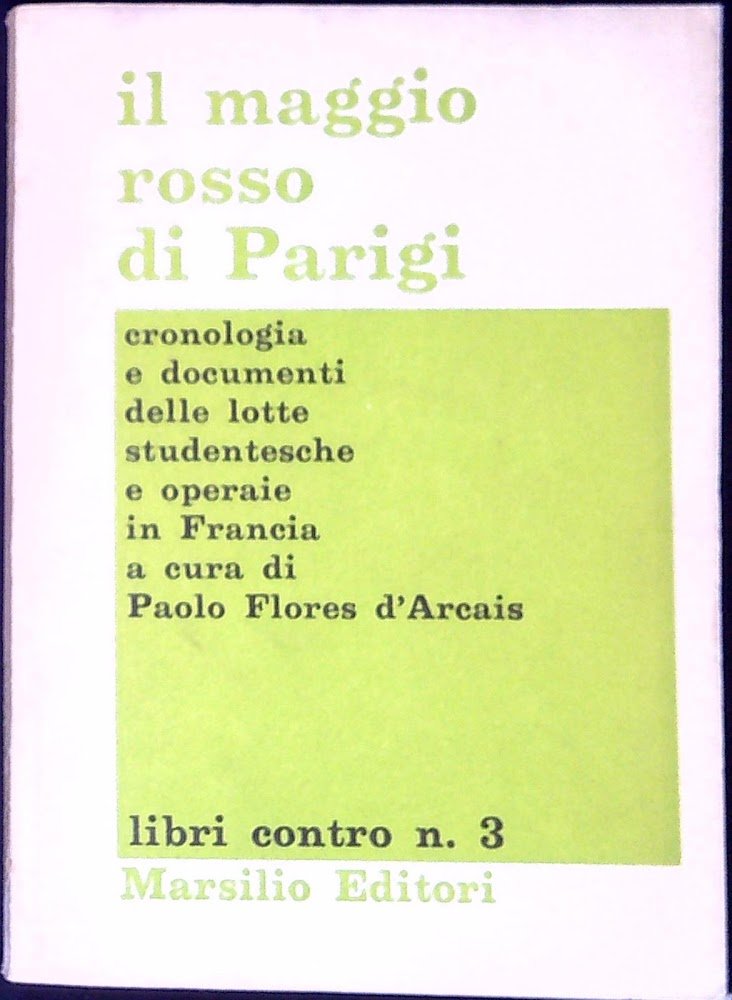 il maggio
rosso
di Parigi
cronologia
e documenti
delle lotte
studentesche
e operaie
in Francia
a cura di
Paolo Flores d'Arcais
libri contro n. 3
Marsilio Editori